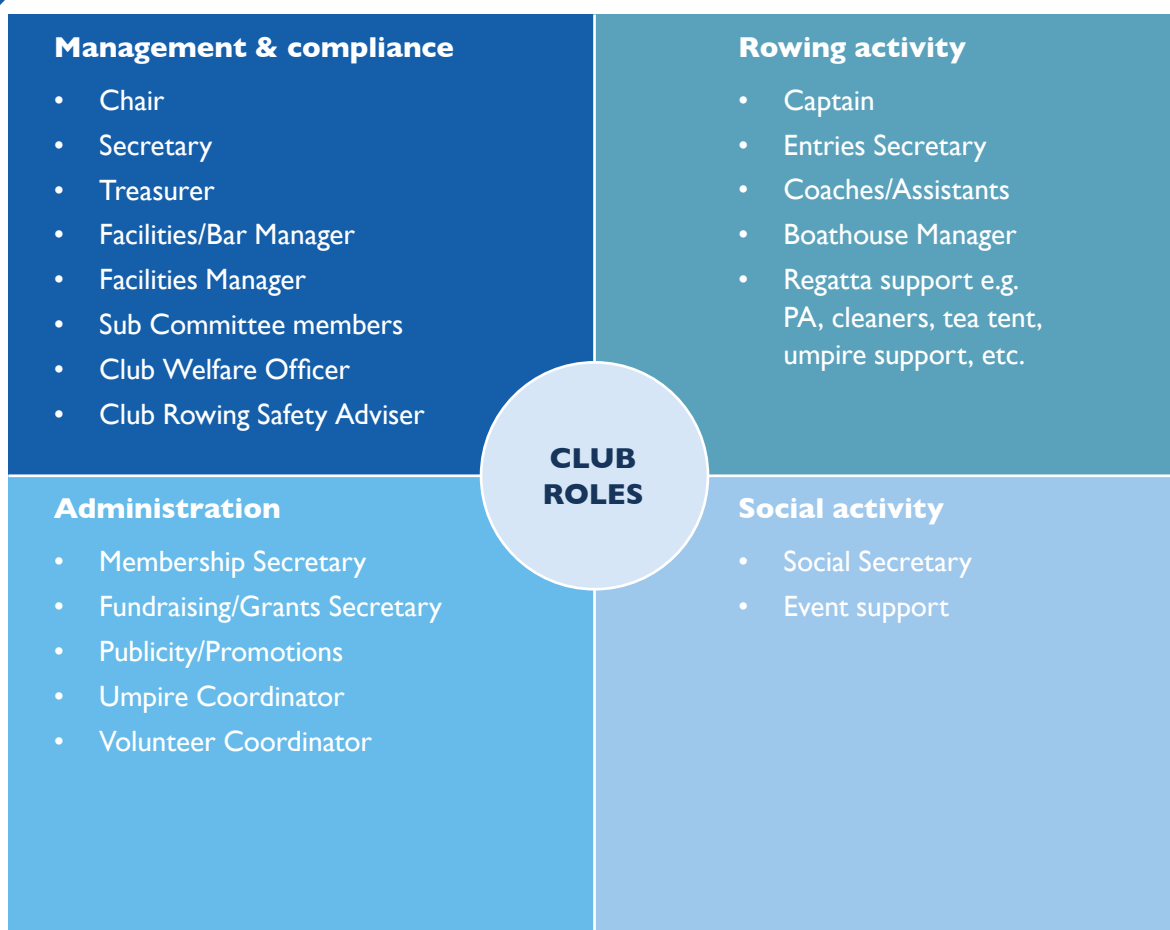 Management & compliance
• Chair
• Secretary
• Treasurer
• Facilities/Bar Manager
• Facilities Manager
• Sub Committee members
• Club Welfare Officer
• Club Rowing Safety Adviser
Rowing activity
• Captain
• Entries Secretary
• Coaches/Assistants
• Boathouse Manager
• Regatta support e.g.
PA, cleaners, tea tent,
umpire support, etc.
CLUB
ROLES
Administration
• Membership Secretary
• Fundraising/Grants Secretary
• Publicity/Promotions
• Umpire Coordinator
• Volunteer Coordinator
Social activity
• Social Secretary
• Event support